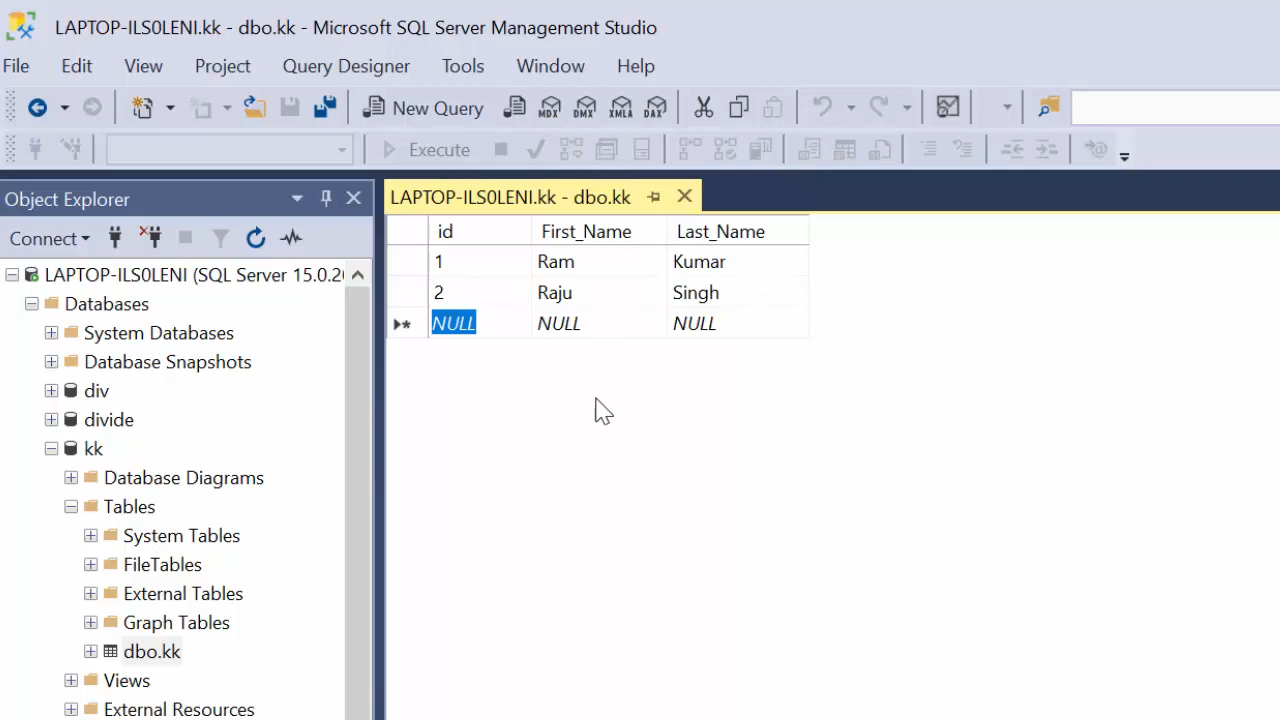 LAPTOP-ILS0LENI.kk - dbo.kk - Microsoft SQL Server Management Studio
File Edit View Project Query Designer Tools Window Help
New Query MDX DMX XMLA DAX
Execute
Object Explorer
Connect
LAPTOP-ILS0LENI (SQL Server 15.0.20
Databases
System Databases
Database Snapshots
div
divide
kk
Database Diagrams
Tables
System Tables
FileTables
External Tables
Graph Tables
dbo.kk
Views
External Resources
LAPTOP-ILS0LENI.kk - dbo.kk
id First_Name Last_Name
1 Ram Kumar
2 Raju Singh
NULL NULL NULL